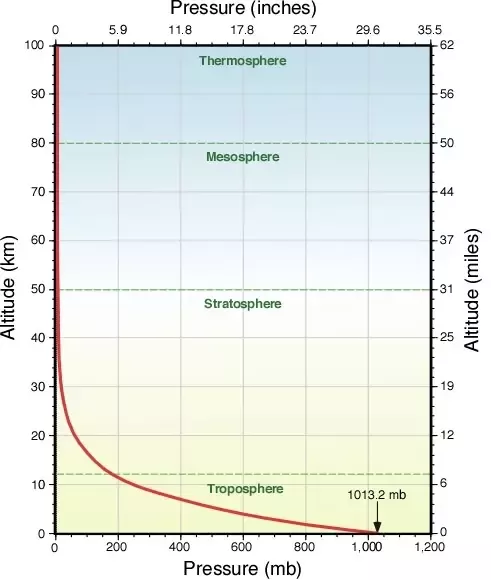 Pressure (inches)
0 5.9 11.8 17.8 23.7 29.6 35.5
100 62
Thermosphere
90 56
80 50
Mesosphere
70 44
60 37
Altitude (km)
Altitude (miles)
50 31
Stratosphere
40 25
30 19
20 12
Troposphere
10 6
1013.2 mb
0 0
0 200 400 600 800 1,000 1,200
Pressure (mb)